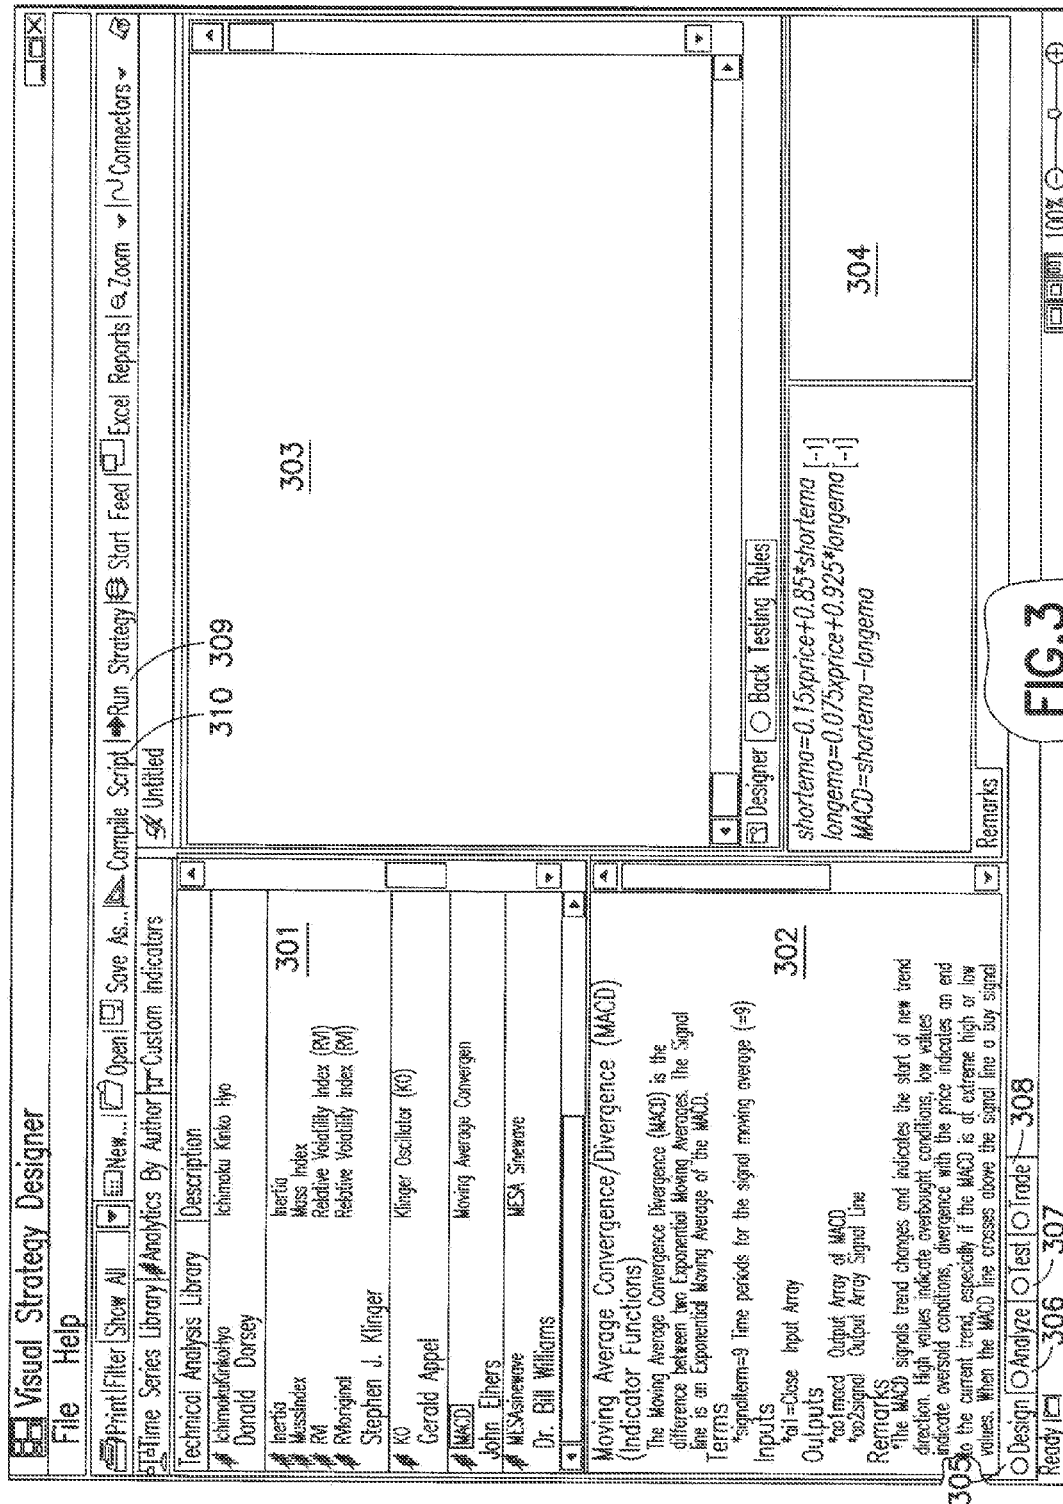 Visual Strategy Designer
File Help
Print Filter Show All New... Open Save As... Compile Script Run Strategy Start Feed Excel Reports Zoom Connectors
Time Series Library Analytics By Author Custom Indicators
Untitled
310 309
Technical Analysis Library Description
IchimokuKinkoHyo Ichimoku Kinko Hyo
Donald Dorsey
301
Inertia Inertia
MassIndex Mass Index
RVI Relative Volatility Index (RVI)
RVIoriginal Relative Volatility Index (RVI)
Stephen J. Klinger
KO Klinger Oscillator (KO)
Gerald Appel
MACD Moving Average Convergen
John Elhers
MESAsinewave MESA Sinewave
Dr. Bill Williams
303
Designer Back Testing Rules
Moving Average Convergence/Divergence (MACD)
(Indicator Functions)
The Moving Average Convergence Divergence (MACD) is the
difference between two Exponential Moving Averages. The Signal
line is an Exponential Moving Average of the MACD.
Terms
*signalterm=9 Time periods for the signal moving average (=9)
Inputs
*ai1=Close Input Array
302
Outputs
*ao1macd Output Array of MACD
*ao2signal Output Array Signal Line
Remarks
*The MACD signals trend changes and indicates the start of new trend
direction. High values indicate overbought conditions, low values
indicate oversold conditions, divergence with the price indicates an end
to the current trend, especially if the MACD is at extreme high or low
values. When the MACD line crosses above the signal line a buy signal
shortema=0.15xprice+0.85*shortema [-1]
longema=0.075xprice+0.925*longema [-1]
MACD=shortema-longema
304
Remarks
Design Analyze Test Trade
305 306 307 308
Ready
100%
FIG.3